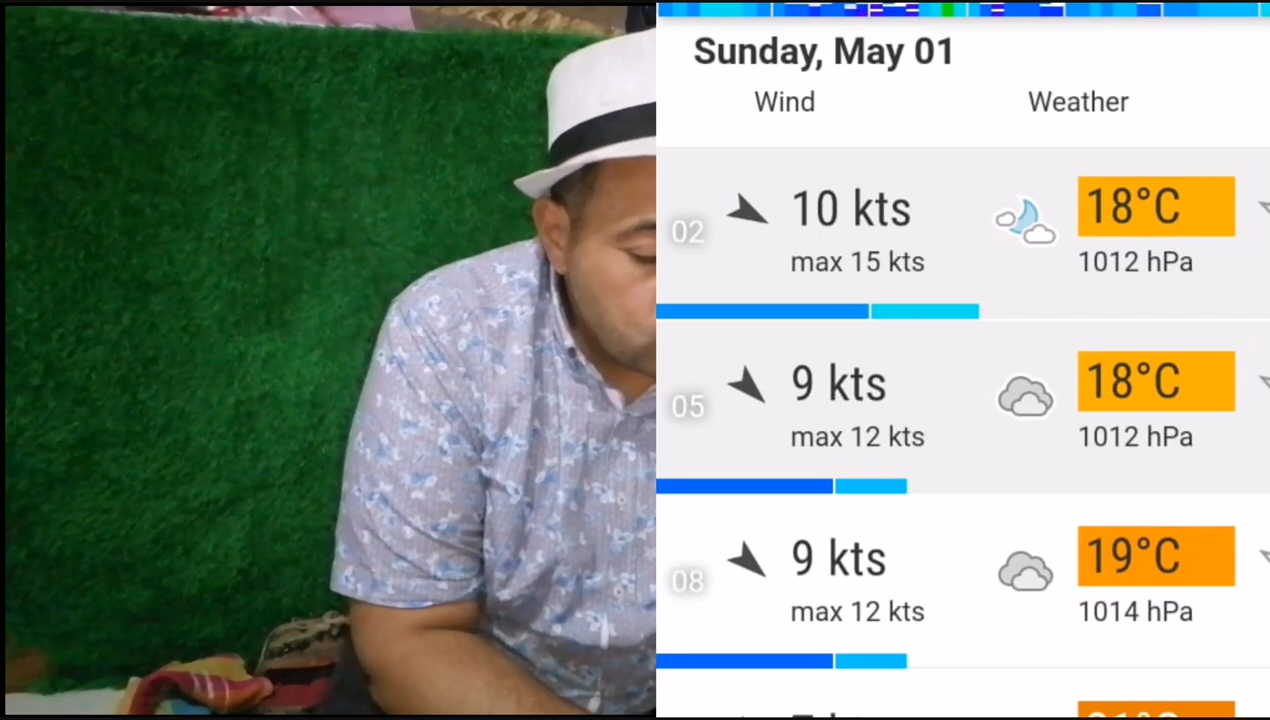 Sunday, May 01
Wind Weather
02 10 kts 18°C
max 15 kts 1012 hPa
05 9 kts 18°C
max 12 kts 1012 hPa
08 9 kts 19°C
max 12 kts 1014 hPa